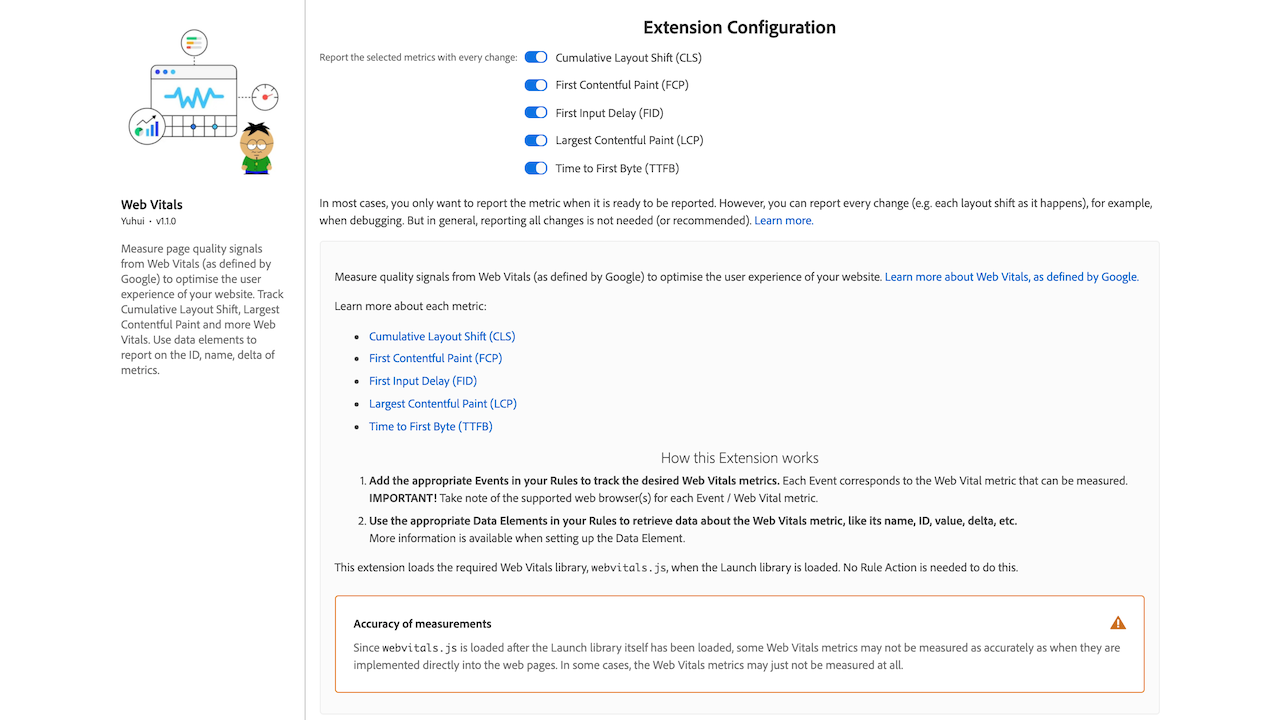 Web Vitals
Yuhui • v1.1.0
Measure page quality signals
from Web Vitals (as defined by
Google) to optimise the user
experience of your website. Track
Cumulative Layout Shift, Largest
Contentful Paint and more Web
Vitals. Use data elements to
report on the ID, name, delta of
metrics.
Extension Configuration
Report the selected metrics with every change:
Cumulative Layout Shift (CLS)
First Contentful Paint (FCP)
First Input Delay (FID)
Largest Contentful Paint (LCP)
Time to First Byte (TTFB)
In most cases, you only want to report the metric when it is ready to be reported. However, you can report every change (e.g. each layout shift as it happens), for example,
when debugging. But in general, reporting all changes is not needed (or recommended). Learn more.
Measure quality signals from Web Vitals (as defined by Google) to optimise the user experience of your website. Learn more about Web Vitals, as defined by Google.
Learn more about each metric:
• Cumulative Layout Shift (CLS)
• First Contentful Paint (FCP)
• First Input Delay (FID)
• Largest Contentful Paint (LCP)
• Time to First Byte (TTFB)
How this Extension works
1. Add the appropriate Events in your Rules to track the desired Web Vitals metrics. Each Event corresponds to the Web Vital metric that can be measured.
IMPORTANT! Take note of the supported web browser(s) for each Event / Web Vital metric.
2. Use the appropriate Data Elements in your Rules to retrieve data about the Web Vitals metric, like its name, ID, value, delta, etc.
More information is available when setting up the Data Element.
This extension loads the required Web Vitals library, webvitals.js, when the Launch library is loaded. No Rule Action is needed to do this.
Accuracy of measurements
Since webvitals.js is loaded after the Launch library itself has been loaded, some Web Vitals metrics may not be measured as accurately as when they are
implemented directly into the web pages. In some cases, the Web Vitals metrics may just not be measured at all.